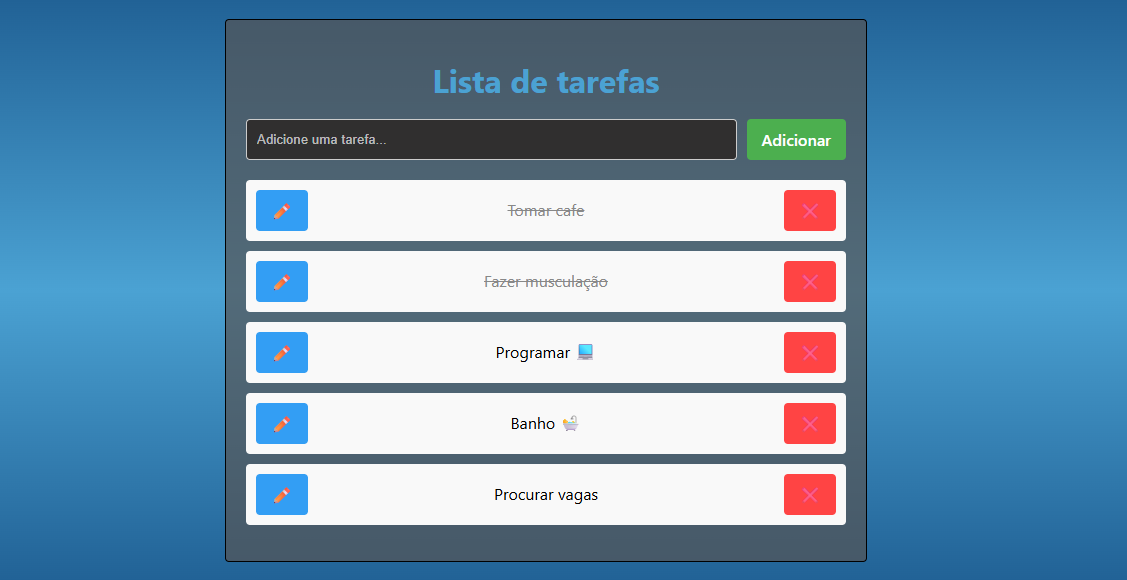 Lista de tarefas
Adicione uma tarefa...
Adicionar
Tomar cafe
Fazer musculação
Programar 💻
Banho 🛀
Procurar vagas